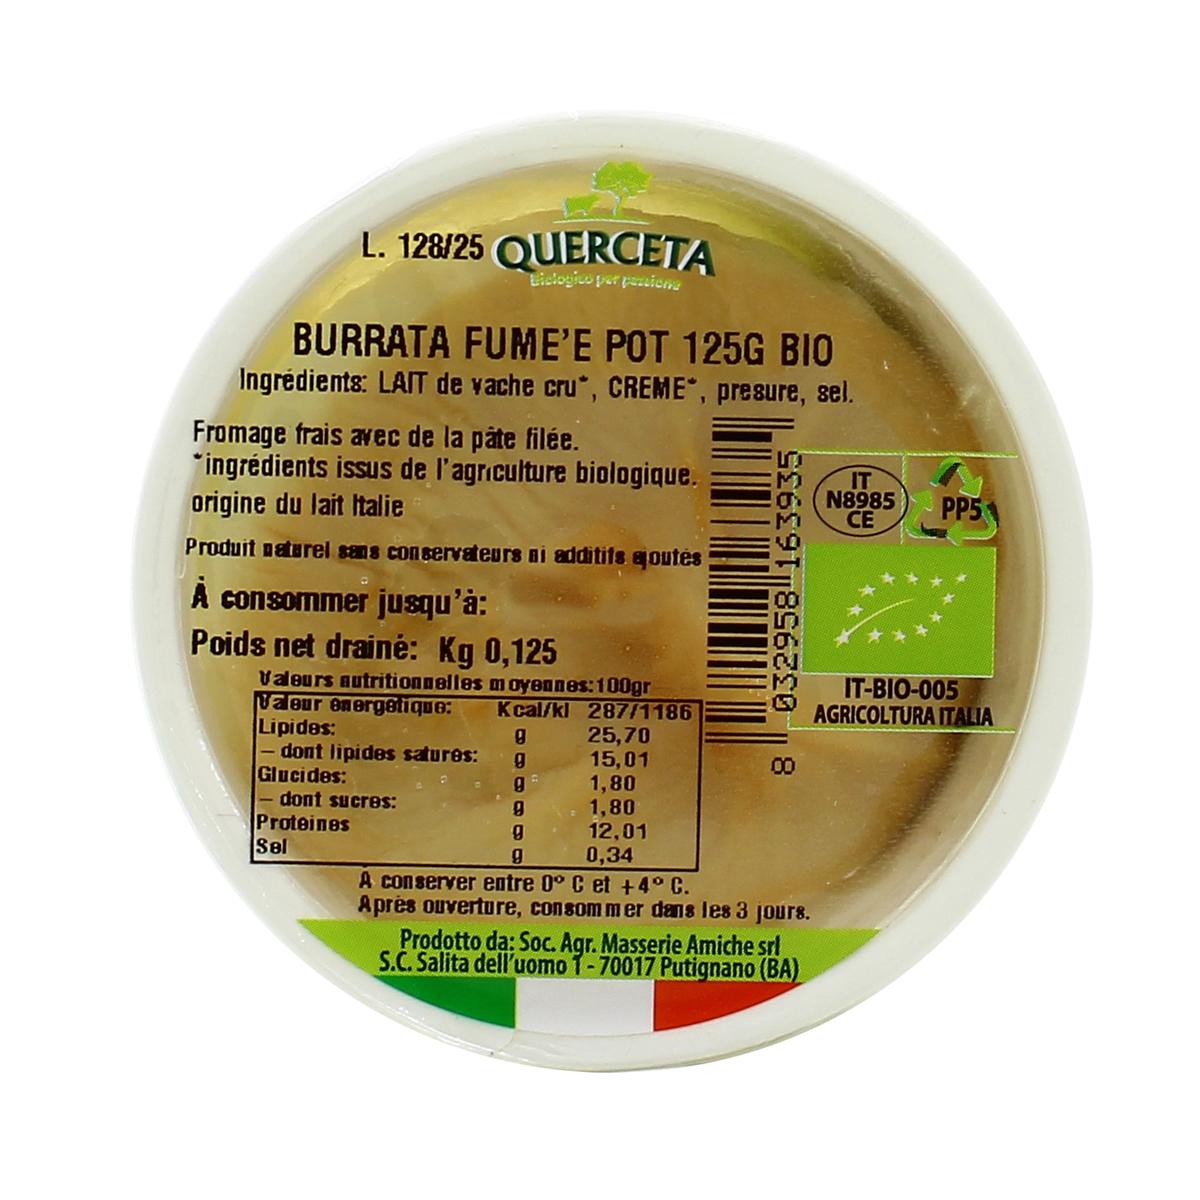 L. 128/25
QUERCETA
Biologico per passione
BURRATA FUME'E POT 125G BIO
Ingrédients: LAIT de vache cru*, CREME*, presure, sel.
Fromage frais avec de la pâte filée.
*ingrédients issus de l'agriculture biologique.
origine du lait Italie
Produit naturel sans conservateurs ni additifs ajoutés
À consommer jusqu'à:
Poids net drainé: Kg 0,125
Valeurs nutritionnelles moyennes:100gr
Valeur énergétique: Kcal/kl 287/1186
Lipides: g 25,70
– dont lipides saturés: g 15,01
Glucides: g 1,80
– dont sucres: g 1,80
Protéines g 12,01
Sel g 0,34
À conserver entre 0° C et +4° C.
Après ouverture, consommer dans les 3 jours.
8 032958 163935
IT
N8985
CE
PP5
IT-BIO-005
AGRICOLTURA ITALIA
Prodotto da: Soc. Agr. Masserie Amiche srl
S.C. Salita dell'uomo 1 - 70017 Putignano (BA)